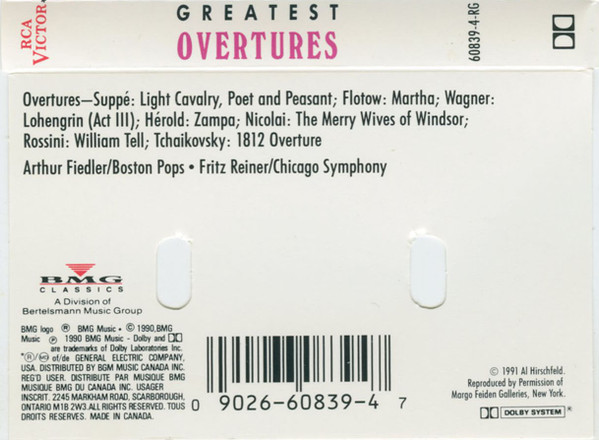 RCA
VICTOR
GREATEST
OVERTURES
60839-4-RG
Overtures—Suppé: Light Cavalry, Poet and Peasant; Flotow: Martha; Wagner:
Lohengrin (Act III); Hérold: Zampa; Nicolai: The Merry Wives of Windsor;
Rossini: William Tell; Tchaikovsky: 1812 Overture
Arthur Fiedler/Boston Pops • Fritz Reiner/Chicago Symphony
BMG
CLASSICS
A Division of
Bertelsmann Music Group
BMG logo ® BMG Music • © 1990, BMG
Music ℗ 1990 BMG Music - Dolby and
are trademarks of Dolby Laboratories Inc.
of/de GENERAL ELECTRIC COMPANY,
USA. DISTRIBUTED BY BGM MUSIC CANADA INC.
REG'D USER. DISTRIBUTE PAR MUSIQUE BMG
MUSIQUE BMG DU CANADA INC. USAGER
INSCRIT. 2245 MARKHAM ROAD, SCARBOROUGH,
ONTARIO M1B 2W3. ALL RIGHTS RESERVED. TOUS
DROITS RESERVES. MADE IN CANADA.
0 9026-60839-4 7
© 1991 Al Hirschfeld.
Reproduced by Permission of
Margo Feiden Galleries, New York.
DOLBY SYSTEM ®